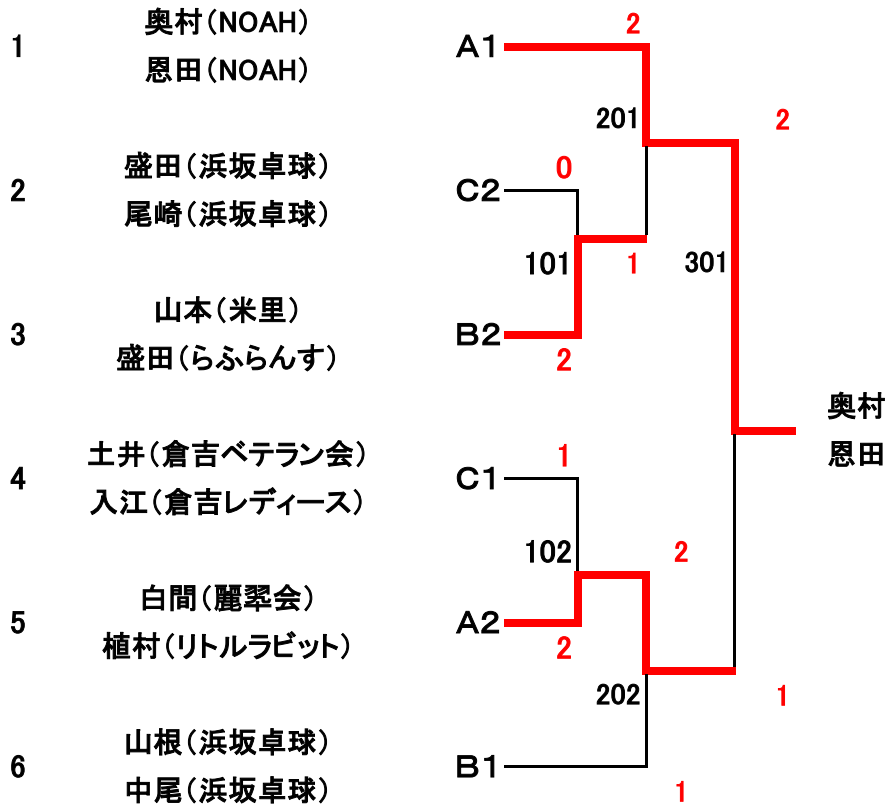 1
奥村(NOAH)
恩田(NOAH)
A1
2
201
2
2
盛田(浜坂卓球)
尾崎(浜坂卓球)
C2
0
101
1
301
3
山本(米里)
盛田(らふらんす)
B2
2
奥村
恩田
4
土井(倉吉ベテラン会)
入江(倉吉レディース)
C1
1
102
2
5
白間(麗翆会)
植村(リトルラビット)
A2
2
202
1
6
山根(浜坂卓球)
中尾(浜坂卓球)
B1
1